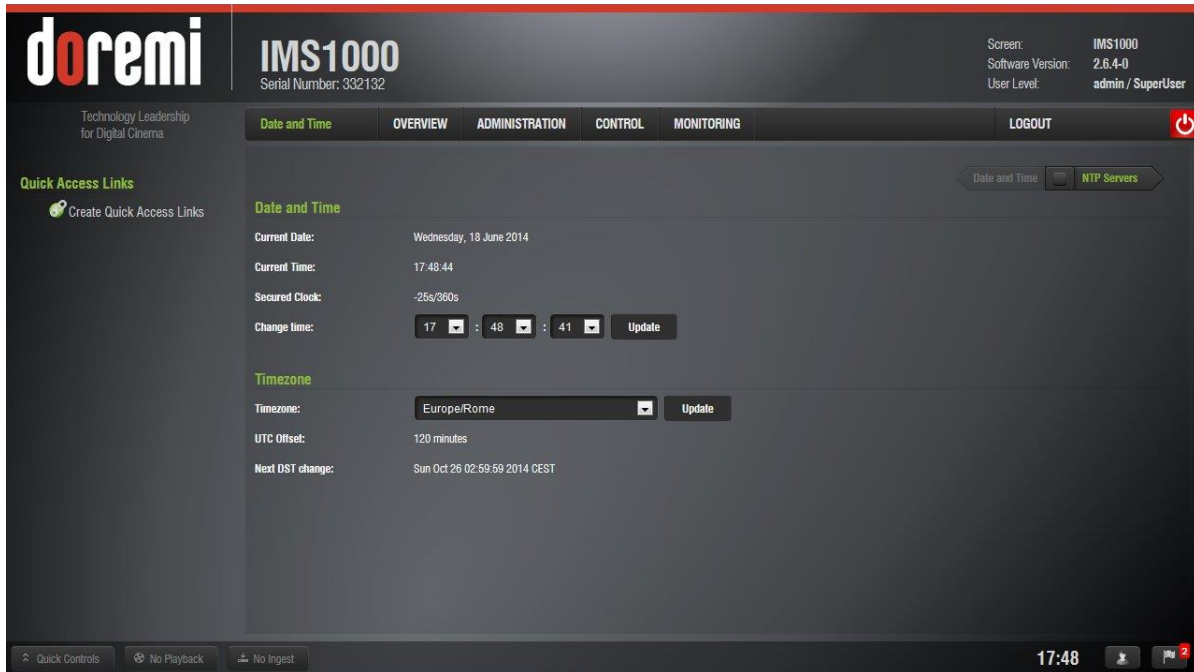 doremi
Technology Leadership
for Digital Cinema
IMS1000
Serial Number: 332132
Screen: IMS1000
Software Version: 2.6.4-0
User Level: admin / SuperUser
Date and Time OVERVIEW ADMINISTRATION CONTROL MONITORING LOGOUT
Quick Access Links
Create Quick Access Links
Date and Time NTP Servers
Date and Time
Current Date: Wednesday, 18 June 2014
Current Time: 17:48:44
Secured Clock: -25s/360s
Change time: 17 : 48 : 41 Update
Timezone
Timezone: Europe/Rome Update
UTC Offset: 120 minutes
Next DST change: Sun Oct 26 02:59:59 2014 CEST
Quick Controls No Playback No Ingest 17:48 2